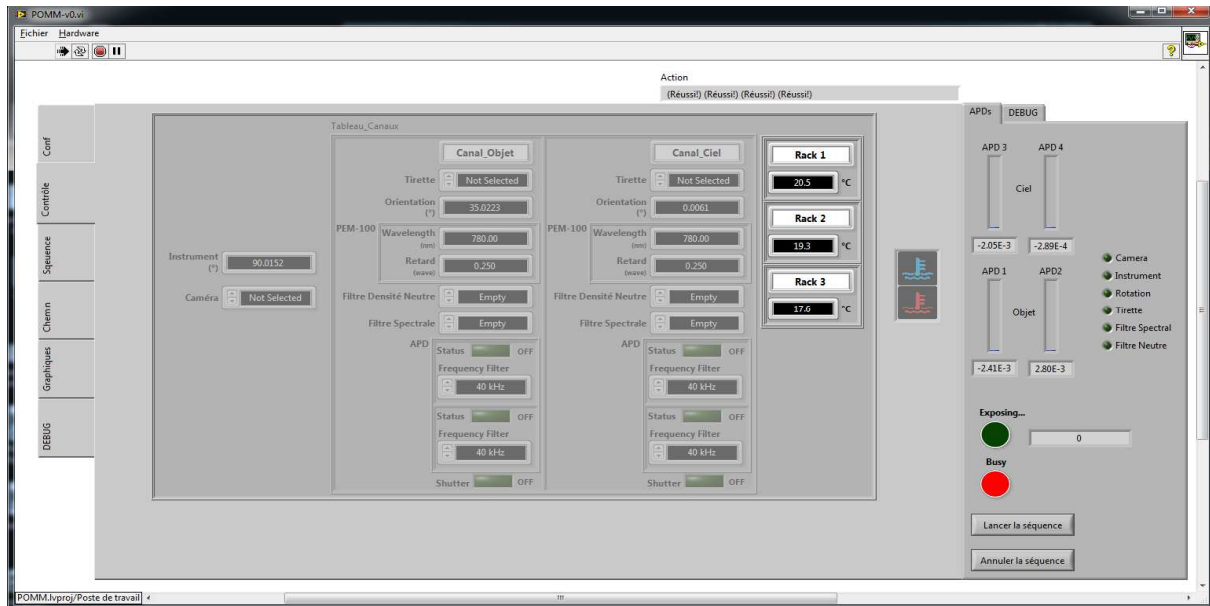 POMM-v0.vi
Fichier Hardware
Action
(Réussi!) (Réussi!) (Réussi!) (Réussi!)
Conf
Contrôle
Sqeuence
Chemn
Graphiques
DEBUG
Tableau_Canaux
Instrument
(°)
90.0152
Caméra Not Selected
Canal_Objet
Tirette Not Selected
Orientation
(°)
35.0223
PEM-100
Wavelength
(nm)
780.00
Retard
(wave)
0.250
Filtre Densité Neutre Empty
Filtre Spectrale Empty
APD
Status OFF
Frequency Filter
40 kHz
Status OFF
Frequency Filter
40 kHz
Shutter OFF
Canal_Ciel
Tirette Not Selected
Orientation
(°)
0.0061
PEM-100
Wavelength
(nm)
780.00
Retard
(wave)
0.250
Filtre Densité Neutre Empty
Filtre Spectrale Empty
APD
Status OFF
Frequency Filter
40 kHz
Status OFF
Frequency Filter
40 kHz
Shutter OFF
Rack 1
20.5 °C
Rack 2
19.3 °C
Rack 3
17.6 °C
APDs DEBUG
APD 3 APD 4
Ciel
-2.05E-3 -2.89E-4
APD 1 APD2
Objet
-2.41E-3 2.80E-3
Camera
Instrument
Rotation
Tirette
Filtre Spectral
Filtre Neutre
Exposing...
0
Busy
Lancer la séquence
Annuler la séquence
POMM.lvproj/Poste de travail